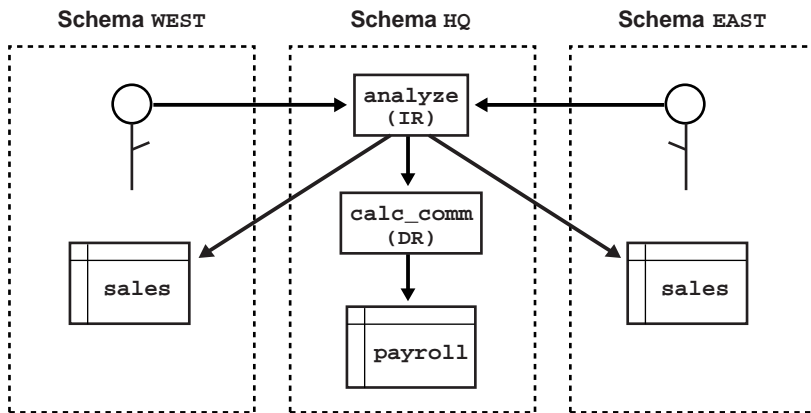 Schema WEST
Schema HQ
Schema EAST
analyze
(IR)
calc_comm
(DR)
sales
sales
payroll